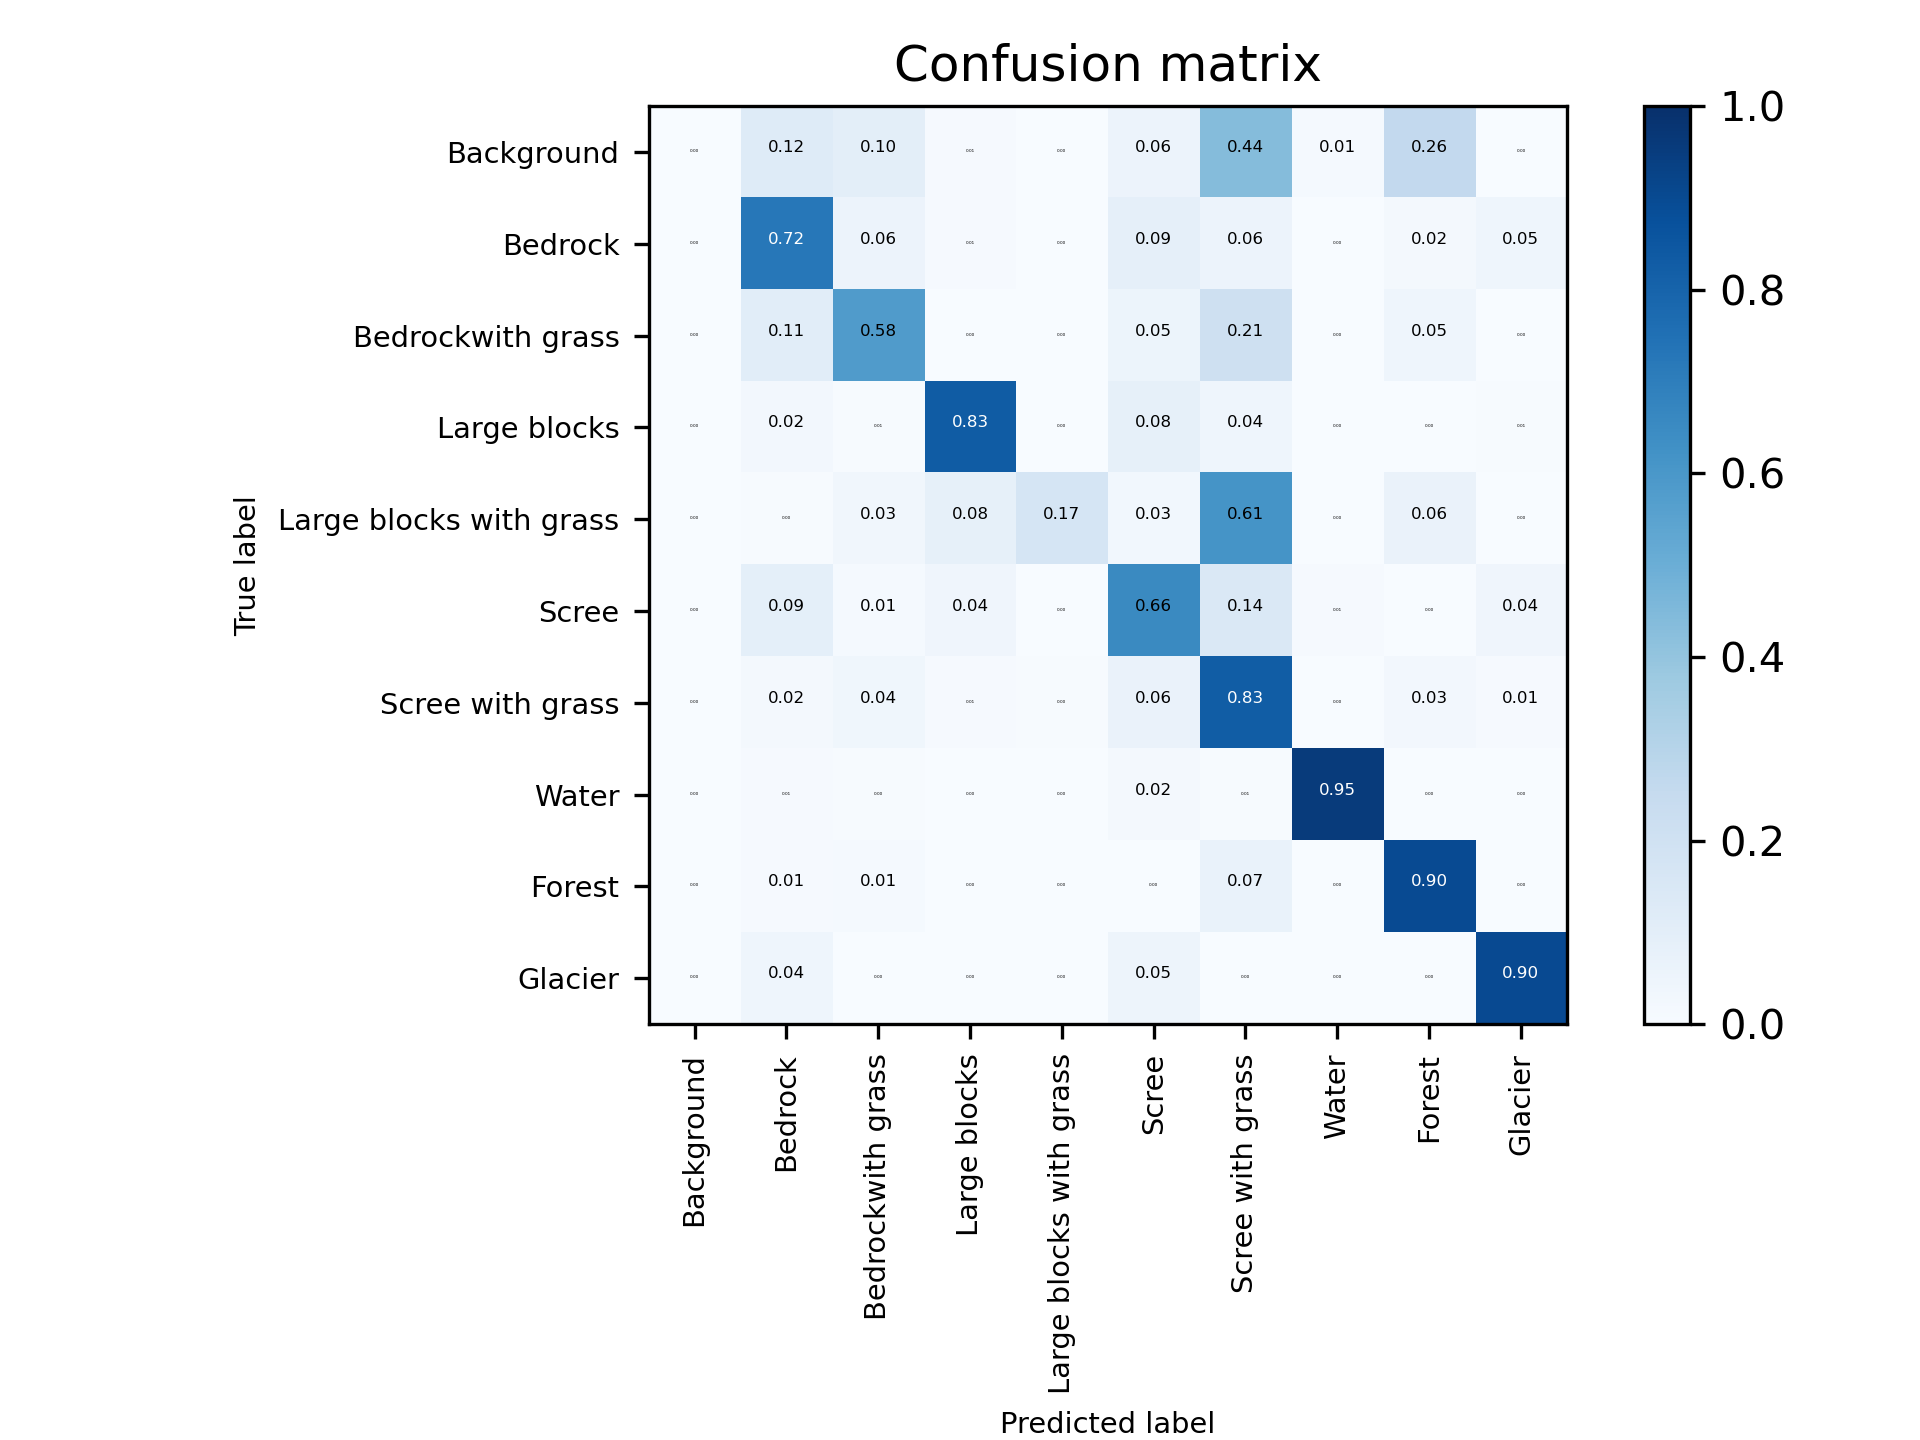 Confusion matrix
Background 0.12 0.10 0.06 0.44 0.01 0.26
Bedrock 0.72 0.06 0.09 0.06 0.02 0.05
Bedrockwith grass 0.11 0.58 0.05 0.21 0.05
Large blocks 0.02 0.83 0.08 0.04
Large blocks with grass 0.03 0.08 0.17 0.03 0.61 0.06
Scree 0.09 0.01 0.04 0.66 0.14 0.04
Scree with grass 0.02 0.04 0.06 0.83 0.03 0.01
Water 0.02 0.95
Forest 0.01 0.01 0.07 0.90
Glacier 0.04 0.05 0.90
True label
Background
Bedrock
Bedrockwith grass
Large blocks
Large blocks with grass
Scree
Scree with grass
Water
Forest
Glacier
Predicted label
1.0
0.8
0.6
0.4
0.2
0.0